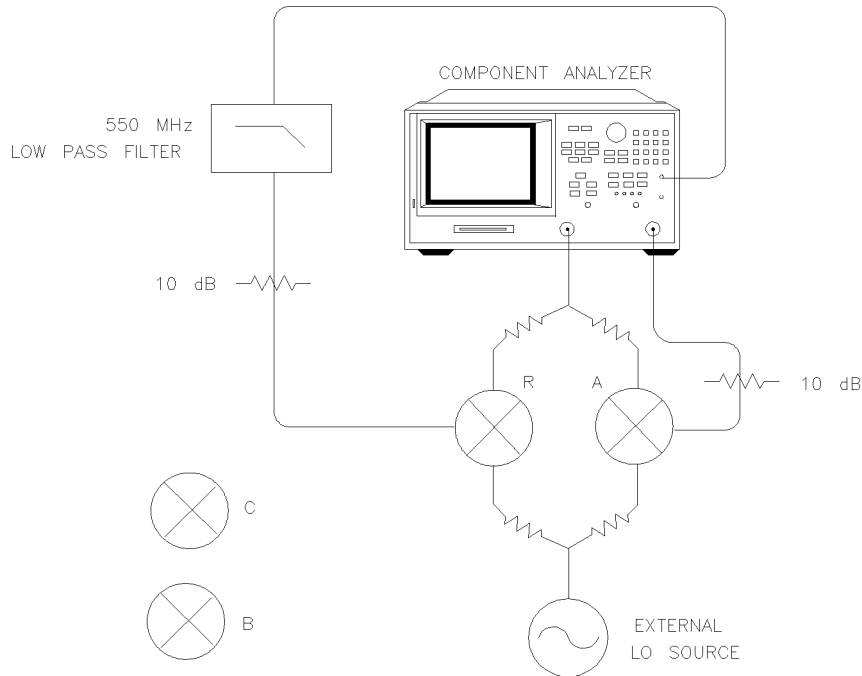 COMPONENT ANALYZER
550 MHz
LOW PASS FILTER
10 dB
R
A
10 dB
C
B
EXTERNAL
LO SOURCE